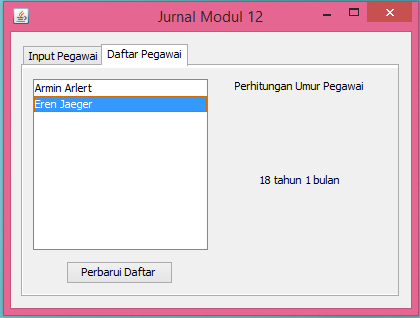 Jurnal Modul 12
Input Pegawai
Daftar Pegawai
Armin Arlert
Eren Jaeger
Perhitungan Umur Pegawai
18 tahun 1 bulan
Perbarui Daftar